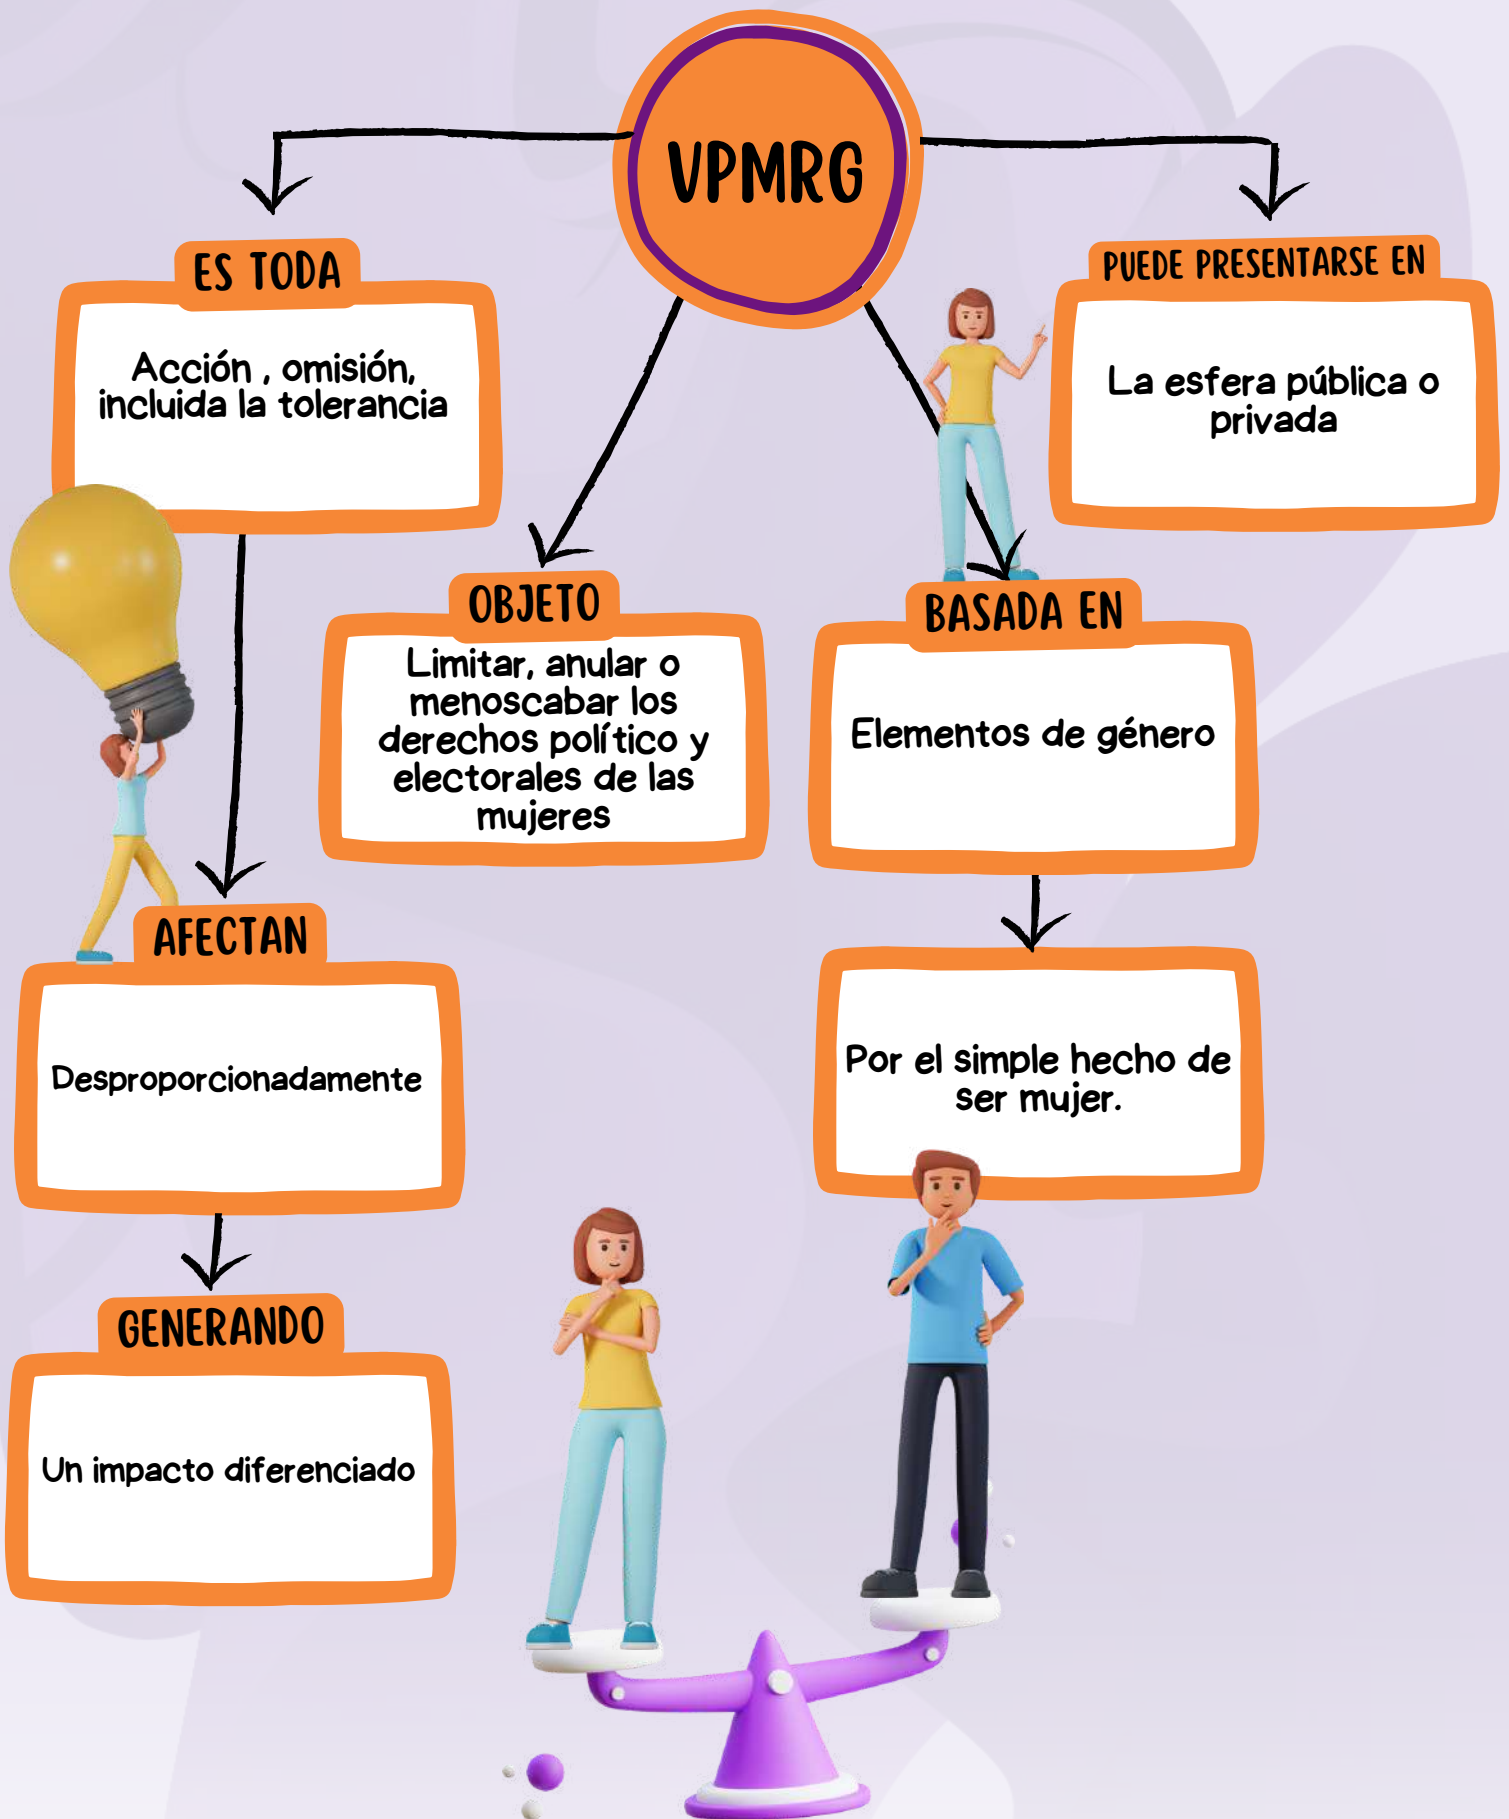 VPMRG
ES TODA
Acción , omisión,
incluida la tolerancia
PUEDE PRESENTARSE EN
La esfera pública o
privada
OBJETO
Limitar, anular o
menoscabar los
derechos político y
electorales de las
mujeres
BASADA EN
Elementos de género
AFECTAN
Desproporcionadamente
Por el simple hecho de
ser mujer.
GENERANDO
Un impacto diferenciado